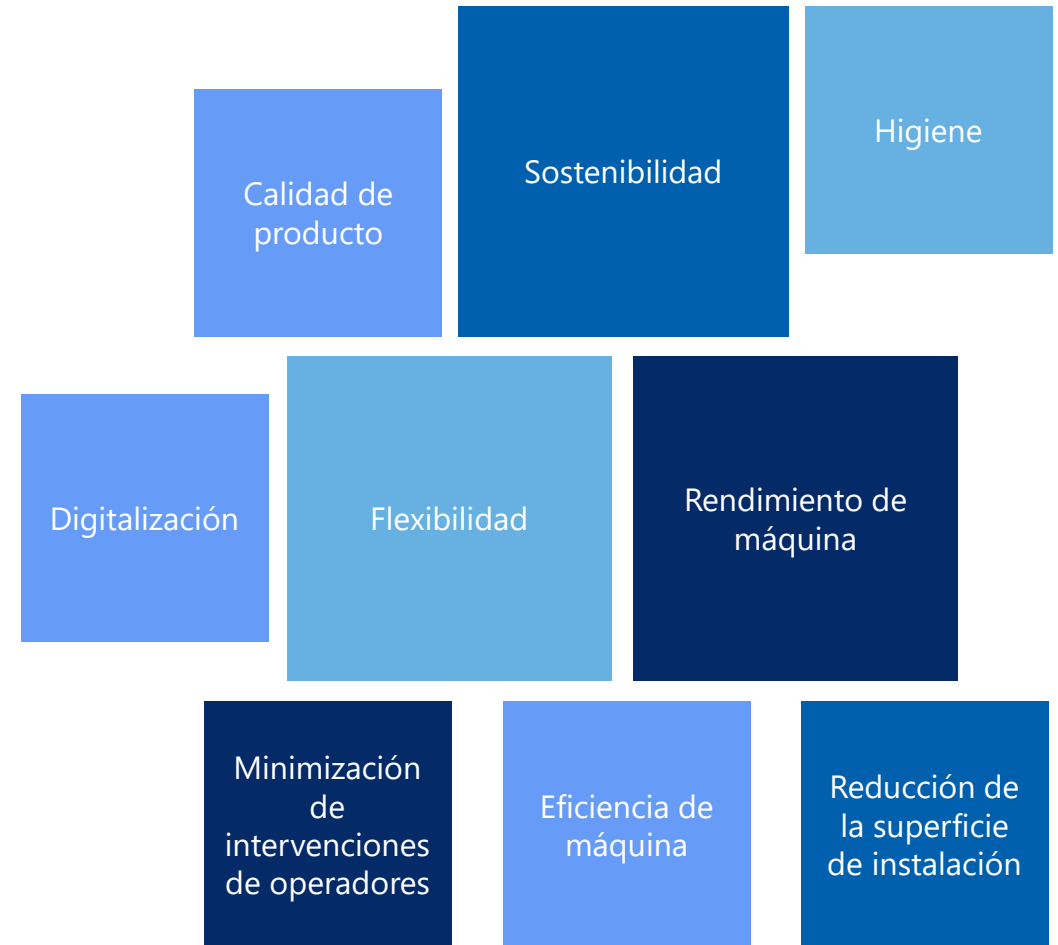 Calidad de
producto
Sostenibilidad
Higiene
Digitalización
Flexibilidad
Rendimiento de
máquina
Minimización
de
intervenciones
de operadores
Eficiencia de
máquina
Reducción de
la superficie
de instalación